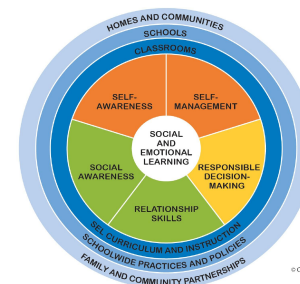 HOMES AND COMMUNITIES
SCHOOLS
CLASSROOMS
SELF-
AWARENESS
SELF-
MANAGEMENT
SOCIAL
AND
EMOTIONAL
LEARNING
SOCIAL
AWARENESS
RESPONSIBLE
DECISION-
MAKING
RELATIONSHIP
SKILLS
SEL CURRICULUM AND INSTRUCTION
SCHOOLWIDE PRACTICES AND POLICIES
FAMILY AND COMMUNITY PARTNERSHIPS
©